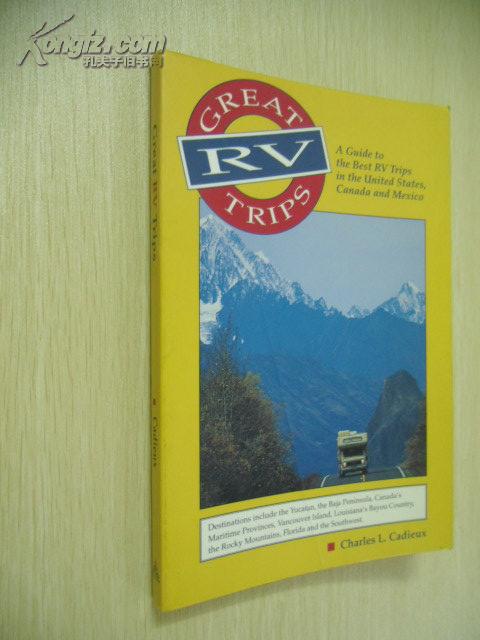 Kongfz.com
孔夫子旧书网
GREAT
RV
TRIPS
A Guide to
the Best RV Trips
in the United States,
Canada and Mexico
Great RV Trips
Cadieux
Destinations include the Yucatan, the Baja Peninsula, Canada's
Maritime Provinces, Vancouver Island, Louisiana's Bayou Country,
the Rocky Mountains, Florida and the Southwest.
Charles L. Cadieux